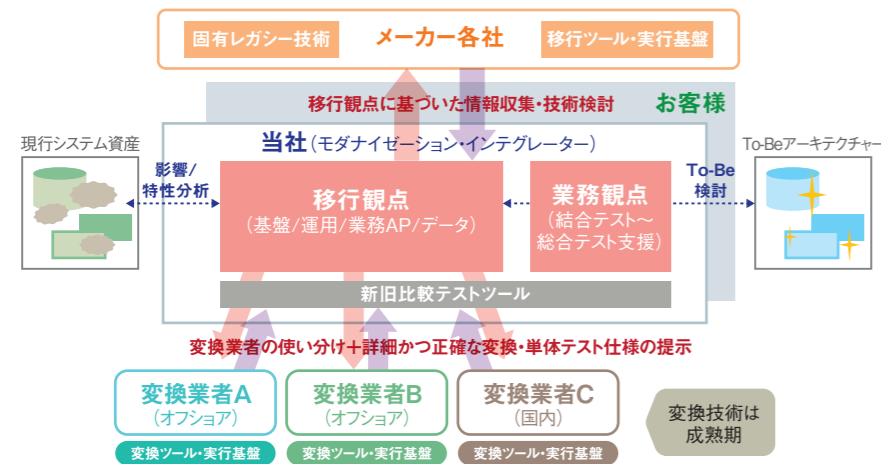 メーカー各社
固有レガシー技術
移行ツール・実行基盤
移行観点に基づいた情報収集・技術検討
お客様
現行システム資産
当社(モダナイゼーション・インテグレーター)
To-Beアーキテクチャー
影響/
特性分析
移行観点
(基盤/運用/業務AP/データ)
業務観点
(結合テスト〜
総合テスト支援)
To-Be
検討
新旧比較テストツール
変換業者の使い分け+詳細かつ正確な変換・単体テスト仕様の提示
変換業者A
(オフショア)
変換ツール・実行基盤
変換業者B
(オフショア)
変換ツール・実行基盤
変換業者C
(国内)
変換ツール・実行基盤
変換技術は
成熟期